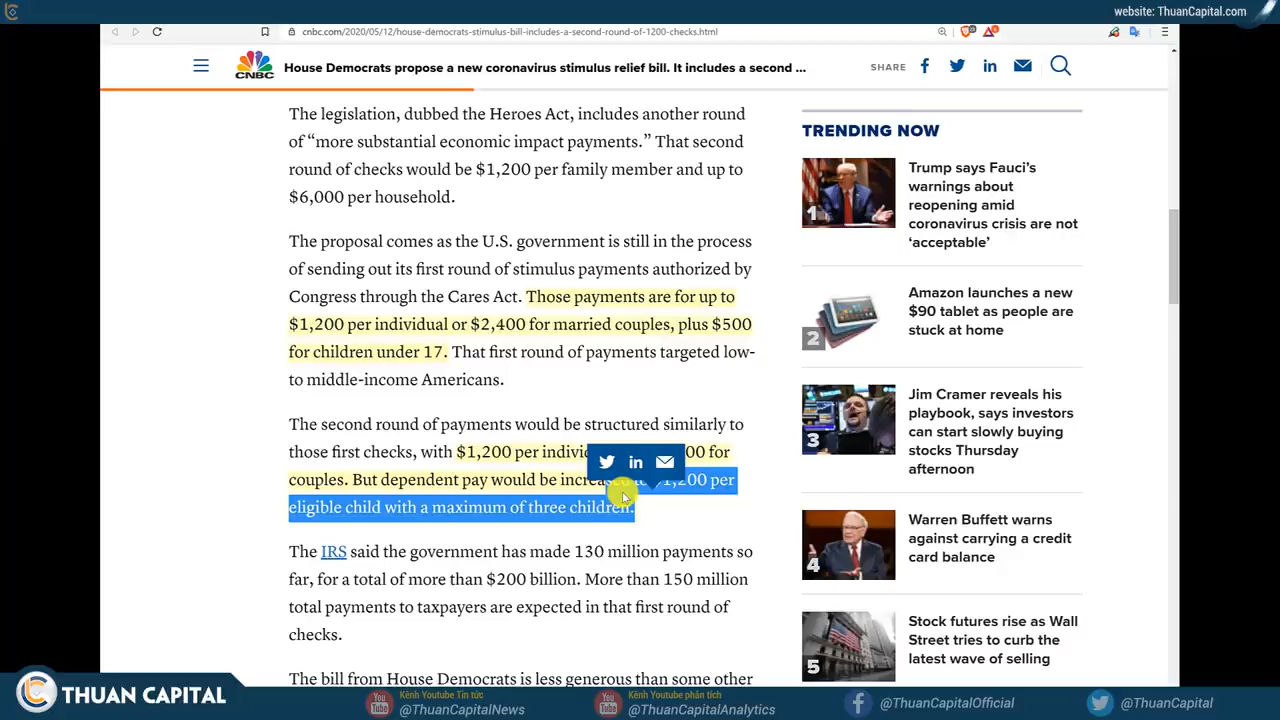 website: ThuanCapital.com
cnbc.com/2020/05/12/house-democrats-stimulus-bill-includes-a-second-round-of-1200-checks.html
CNBC
House Democrats propose a new coronavirus stimulus relief bill. It includes a second ...
SHARE
The legislation, dubbed the Heroes Act, includes another round
of “more substantial economic impact payments.” That second
round of checks would be $1,200 per family member and up to
$6,000 per household.
The proposal comes as the U.S. government is still in the process
of sending out its first round of stimulus payments authorized by
Congress through the Cares Act. Those payments are for up to
$1,200 per individual or $2,400 for married couples, plus $500
for children under 17. That first round of payments targeted low-
to middle-income Americans.
The second round of payments would be structured similarly to
those first checks, with $1,200 per 00 for
couples. But dependent pay would be increased to $1,200 per
eligible child with a maximum of three children.
The IRS said the government has made 130 million payments so
far, for a total of more than $200 billion. More than 150 million
total payments to taxpayers are expected in that first round of
checks.
The bill from House Democrats is less generous than some other
TRENDING NOW
1
Trump says Fauci’s
warnings about
reopening amid
coronavirus crisis are not
‘acceptable’
2
Amazon launches a new
$90 tablet as people are
stuck at home
3
Jim Cramer reveals his
playbook, says investors
can start slowly buying
stocks Thursday
afternoon
4
Warren Buffett warns
against carrying a credit
card balance
5
Stock futures rise as Wall
Street tries to curb the
latest wave of selling
THUAN CAPITAL
You Tube
Kênh Youtube Tin tức
@ThuanCapitalNews
You Tube
Kênh Youtube phân tích
@ThuanCapitalAnalytics
@ThuanCapitalOfficial
@ThuanCapital